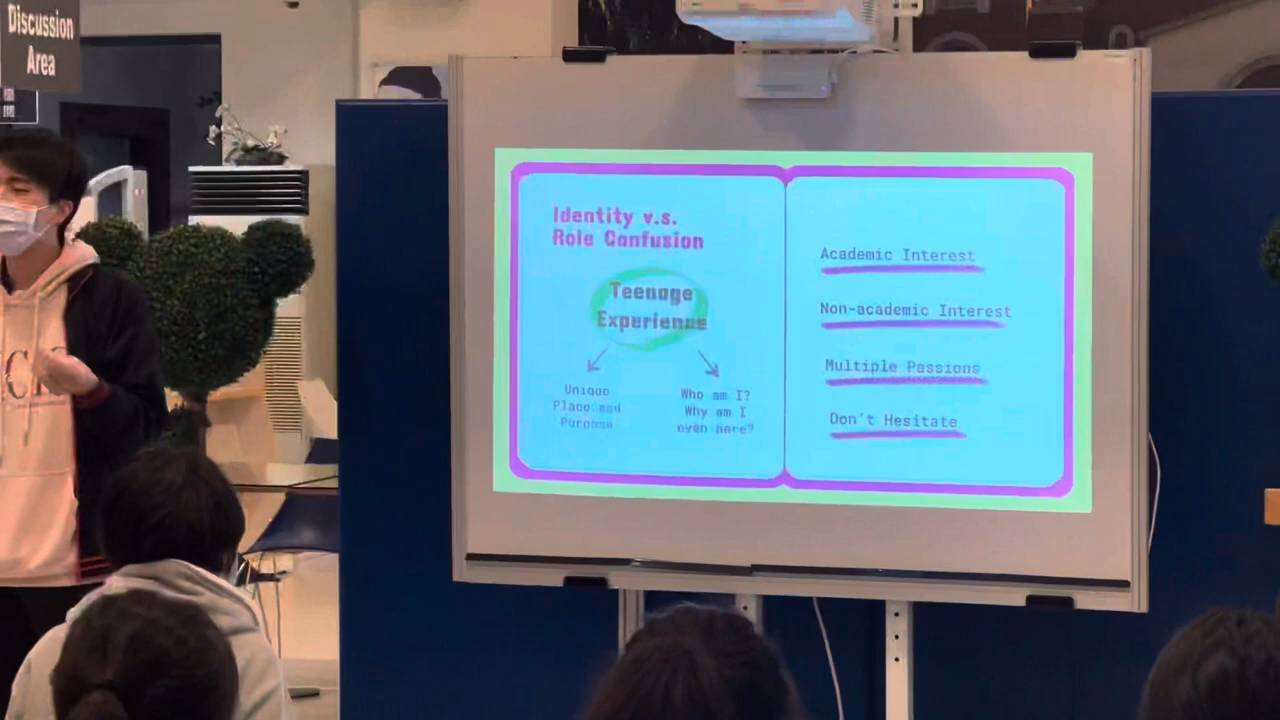 Discussion
Area
Identity v.s.
Role Confusion
Teenage
Experience
Unique
Place and
Purpose
Who am I?
Why am I
even here?
Academic Interest
Non-academic Interest
Multiple Passions
Don't Hesitate